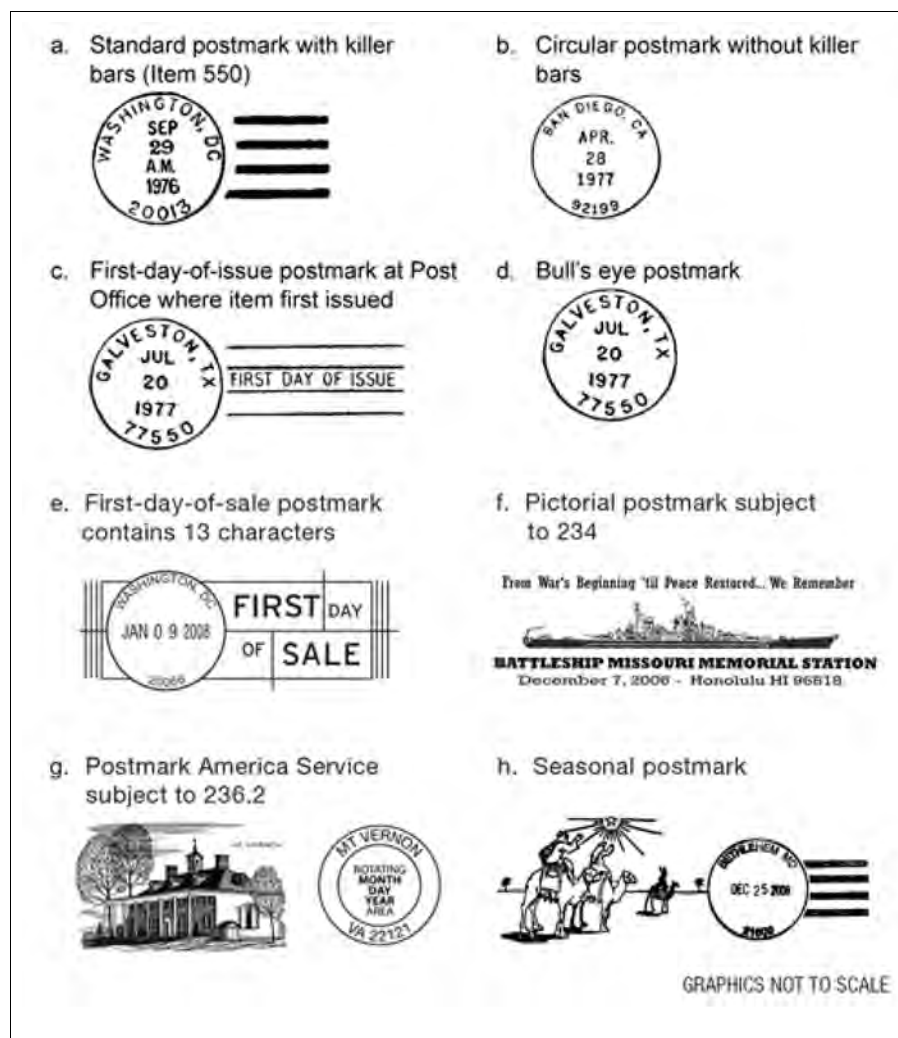 a. Standard postmark with killer
bars (Item 550)
WASHINGTON, DC
SEP
29
A.M.
1976
20013
b. Circular postmark without killer
bars
SAN DIEGO, CA
APR.
28
1977
92199
c. First-day-of-issue postmark at Post
Office where item first issued
GALVESTON, TX
JUL
20
1977
77550
FIRST DAY OF ISSUE
d. Bull's eye postmark
GALVESTON, TX
JUL
20
1977
77550
e. First-day-of-sale postmark
contains 13 characters
WASHINGTON, DC
JAN 0 9 2008
FIRST DAY
OF SALE
f. Pictorial postmark subject
to 234
From War's Beginning 'til Peace Restored... We Remember
BATTLESHIP MISSOURI MEMORIAL STATION
December 7, 2006 - Honolulu HI 96818
g. Postmark America Service
subject to 236.2
MT VERNON
ROTATING
MONTH
DAY
YEAR
AREA
VA 22121
h. Seasonal postmark
BETHLEHEM MD
DEC 25 2008
GRAPHICS NOT TO SCALE